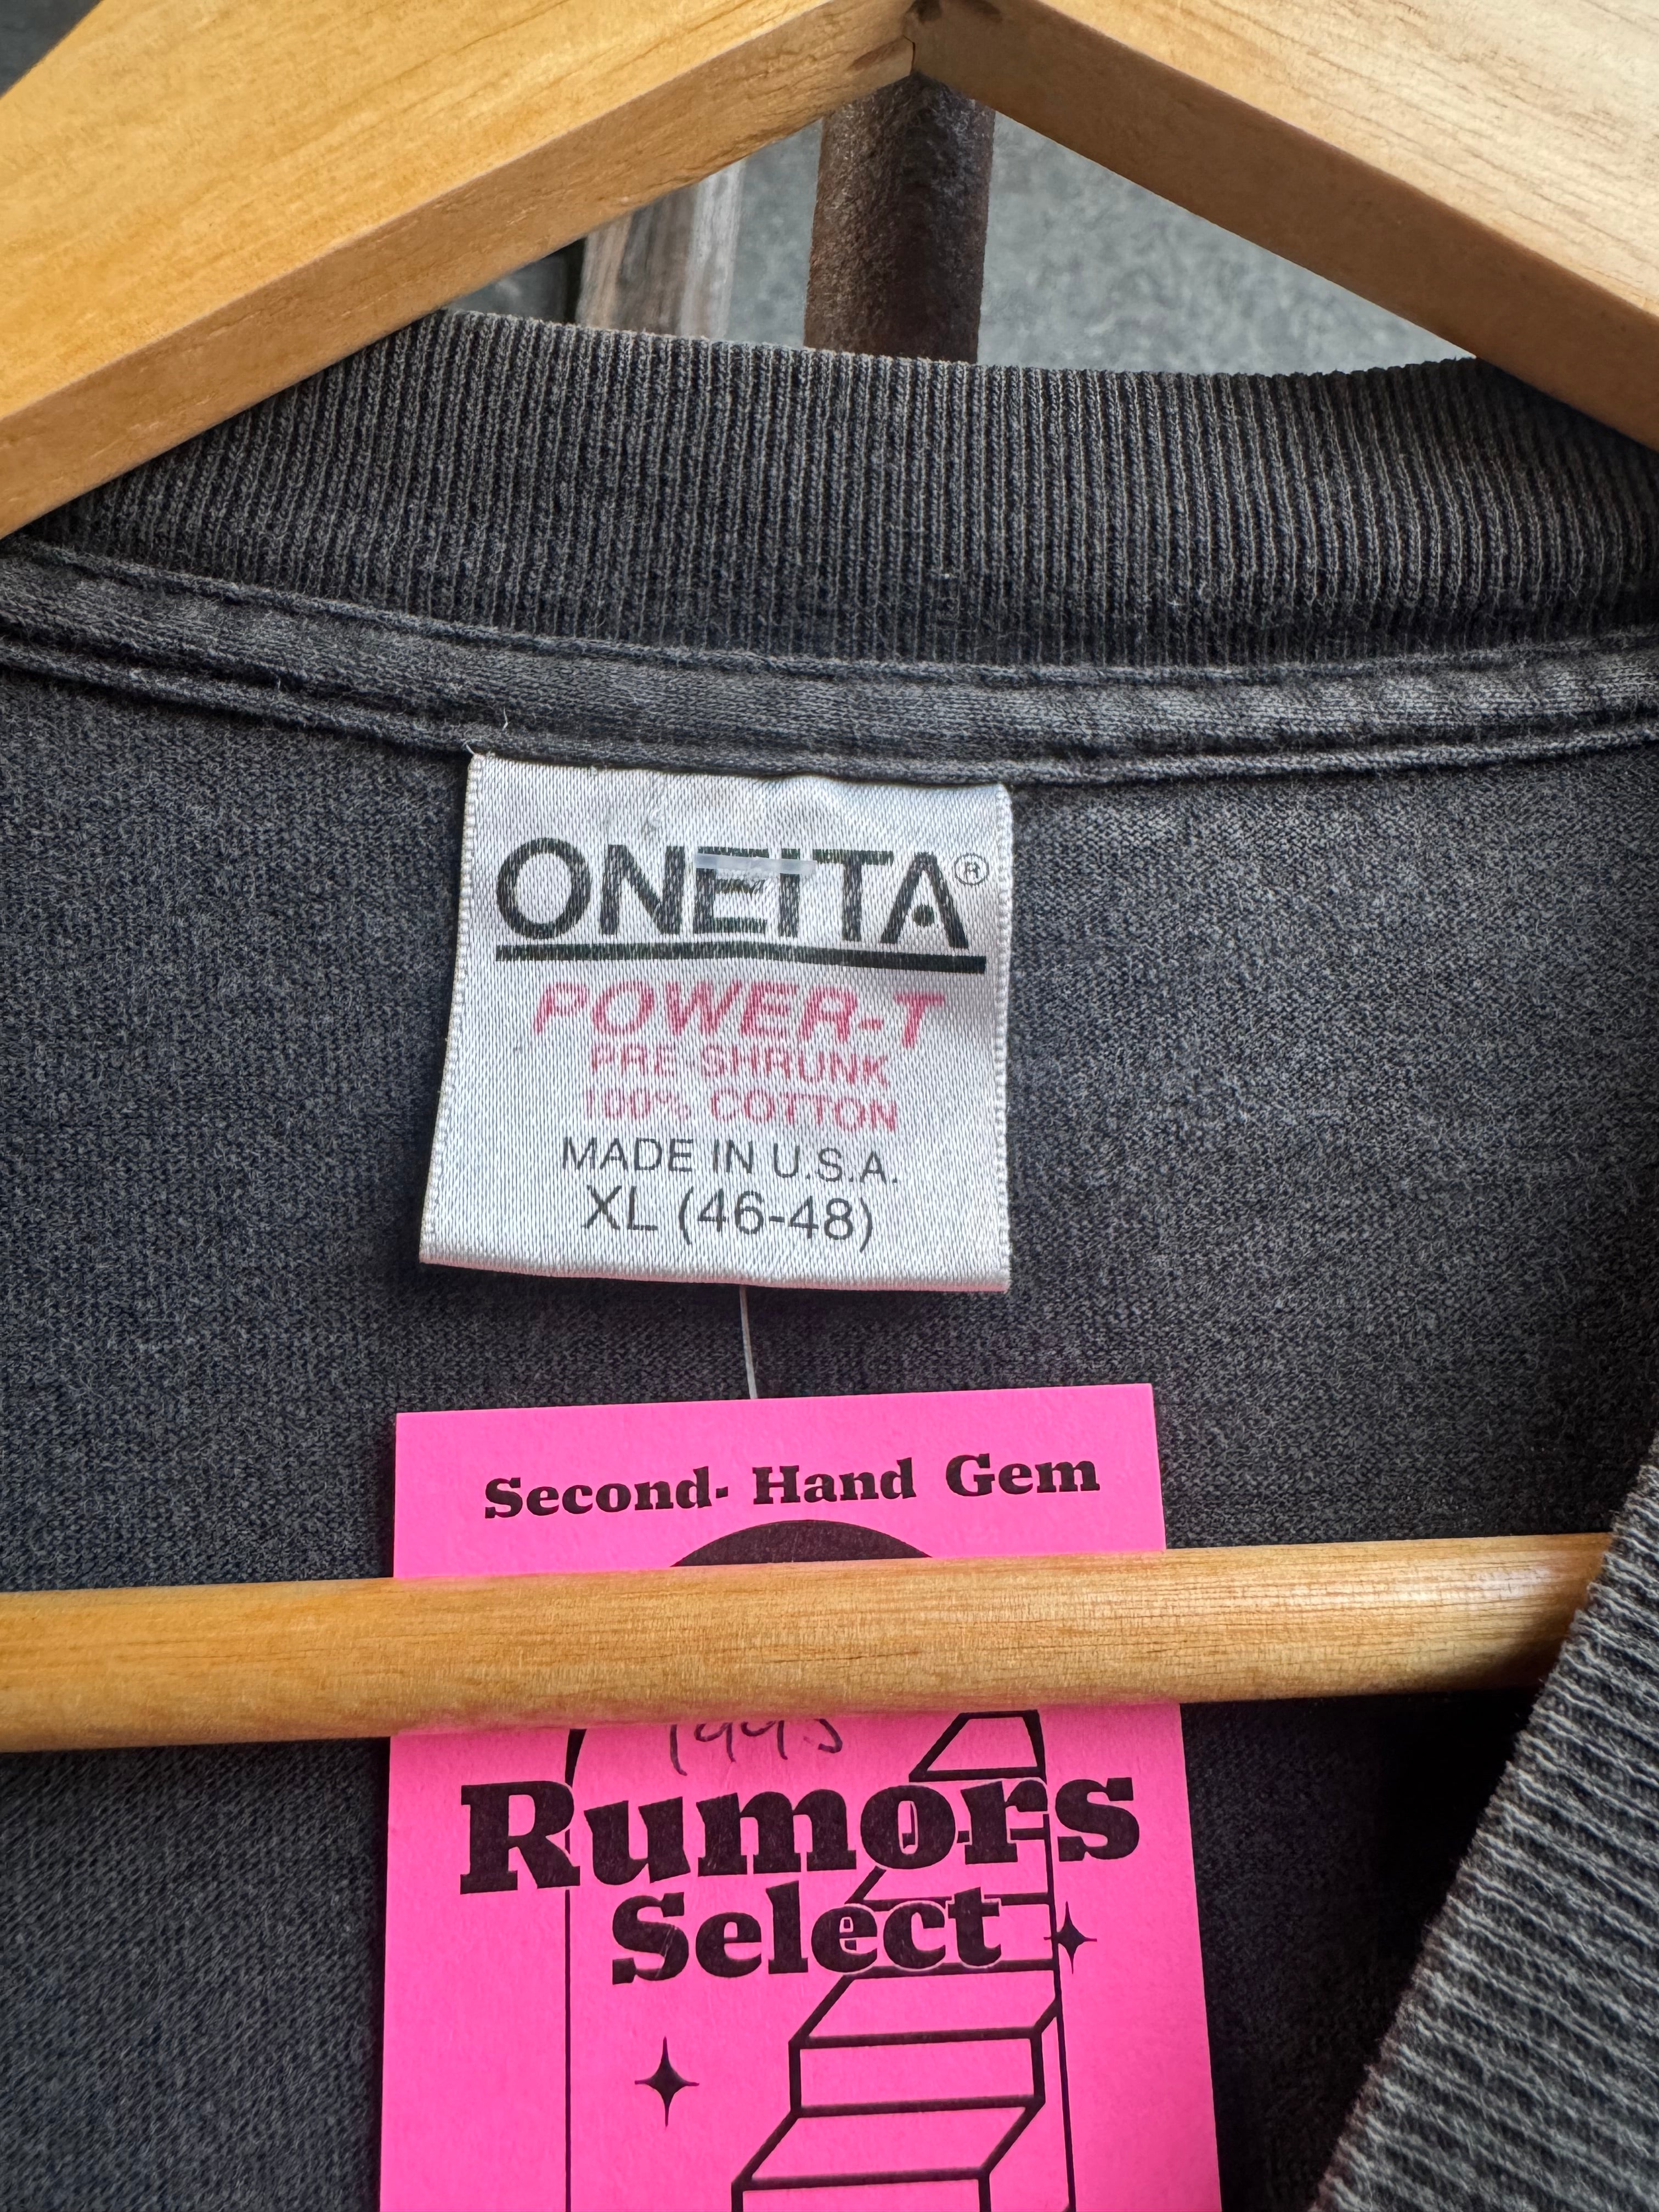 ONEITA®
POWER-T
PRE-SHRUNK
100% COTTON
MADE IN U.S.A.
XL (46-48)
Second- Hand Gem
Rumors
Select